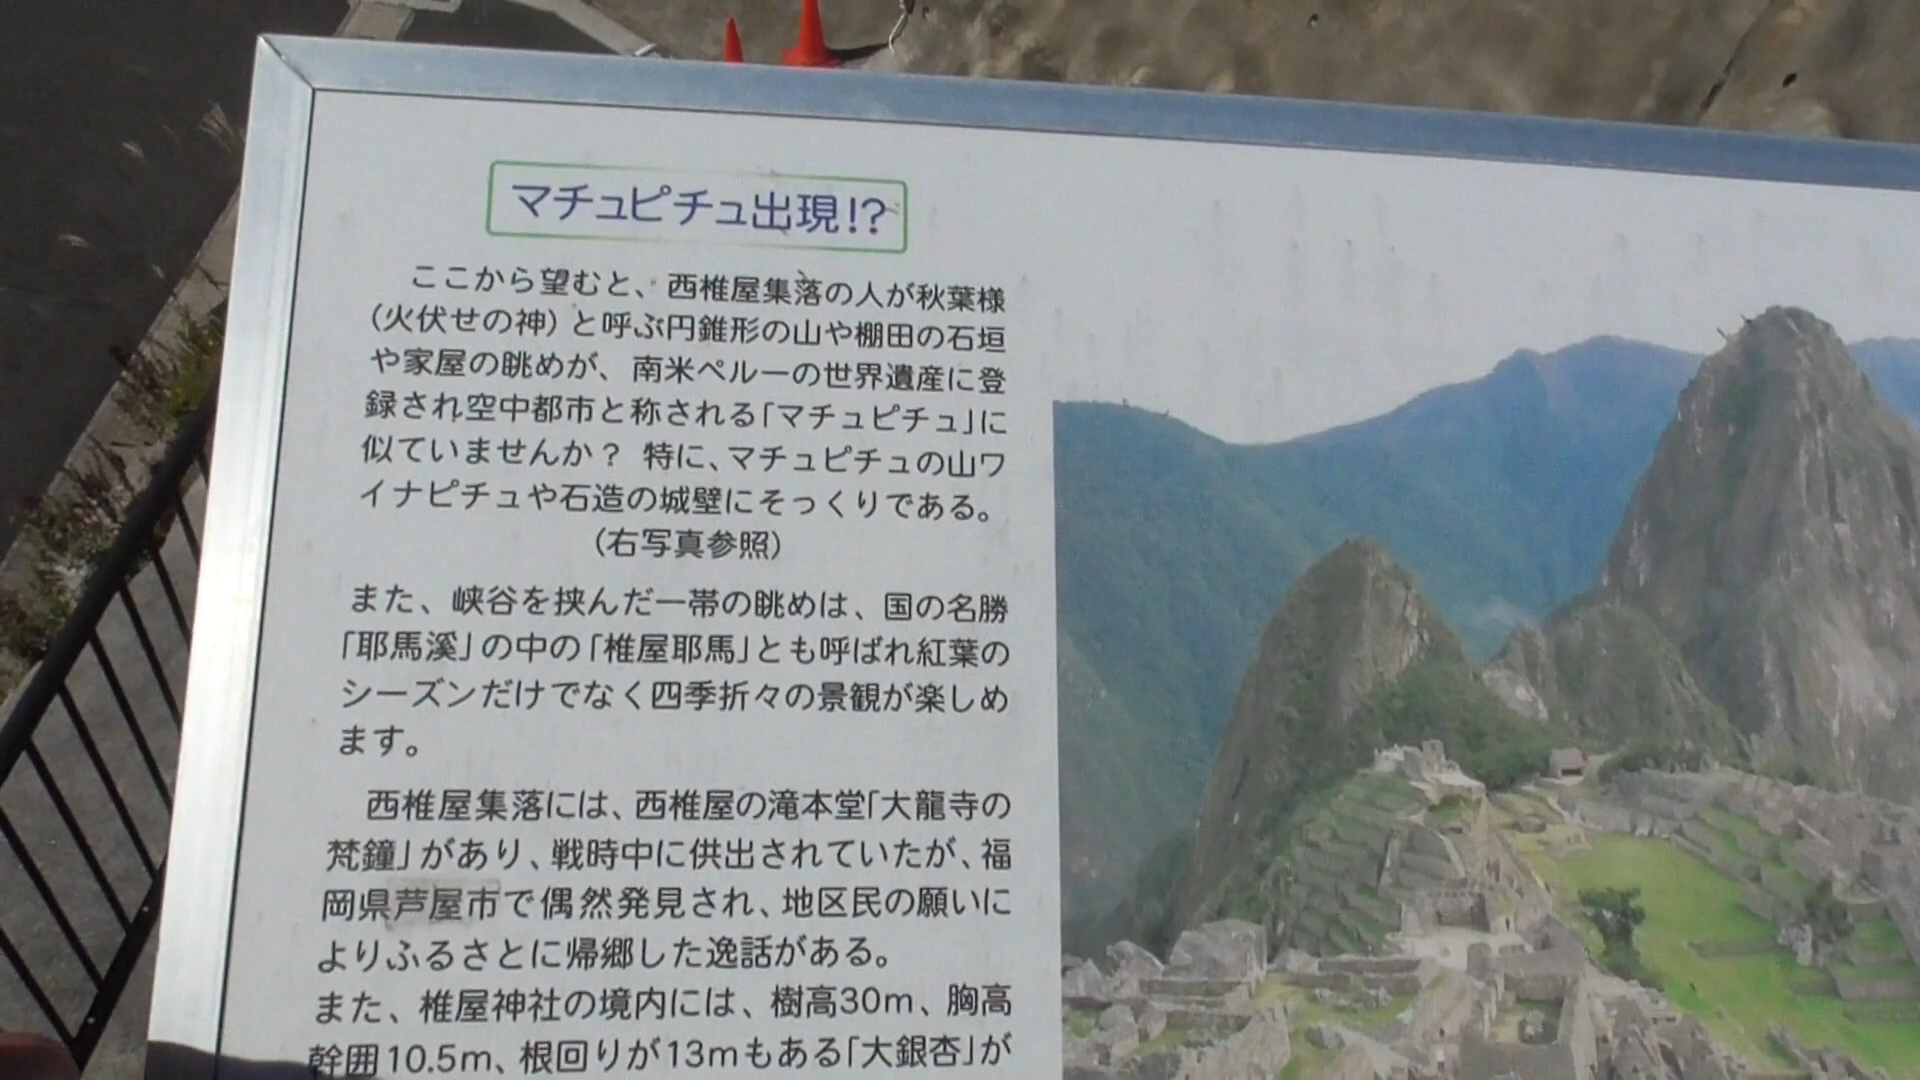 マチュピチュ出現!?
ここから望むと、西椎屋集落の人が秋葉様
(火伏せの神)と呼ぶ円錐形の山や棚田の石垣
や家屋の眺めが、南米ペルーの世界遺産に登
録され空中都市と称される「マチュピチュ」に
似ていませんか? 特に、マチュピチュの山ワ
イナピチュや石造の城壁にそっくりである。
(右写真参照)
また、峡谷を挟んだ一帯の眺めは、国の名勝
「耶馬溪」の中の「椎屋耶馬」とも呼ばれ紅葉の
シーズンだけでなく四季折々の景観が楽しめ
ます。
西椎屋集落には、西椎屋の滝本堂「大龍寺の
梵鐘」があり、戦時中に供出されていたが、福
岡県芦屋市で偶然発見され、地区民の願いに
よりふるさとに帰郷した逸話がある。
また、椎屋神社の境内には、樹高30m、胸高
幹囲10.5m、根回りが13mもある「大銀杏」が